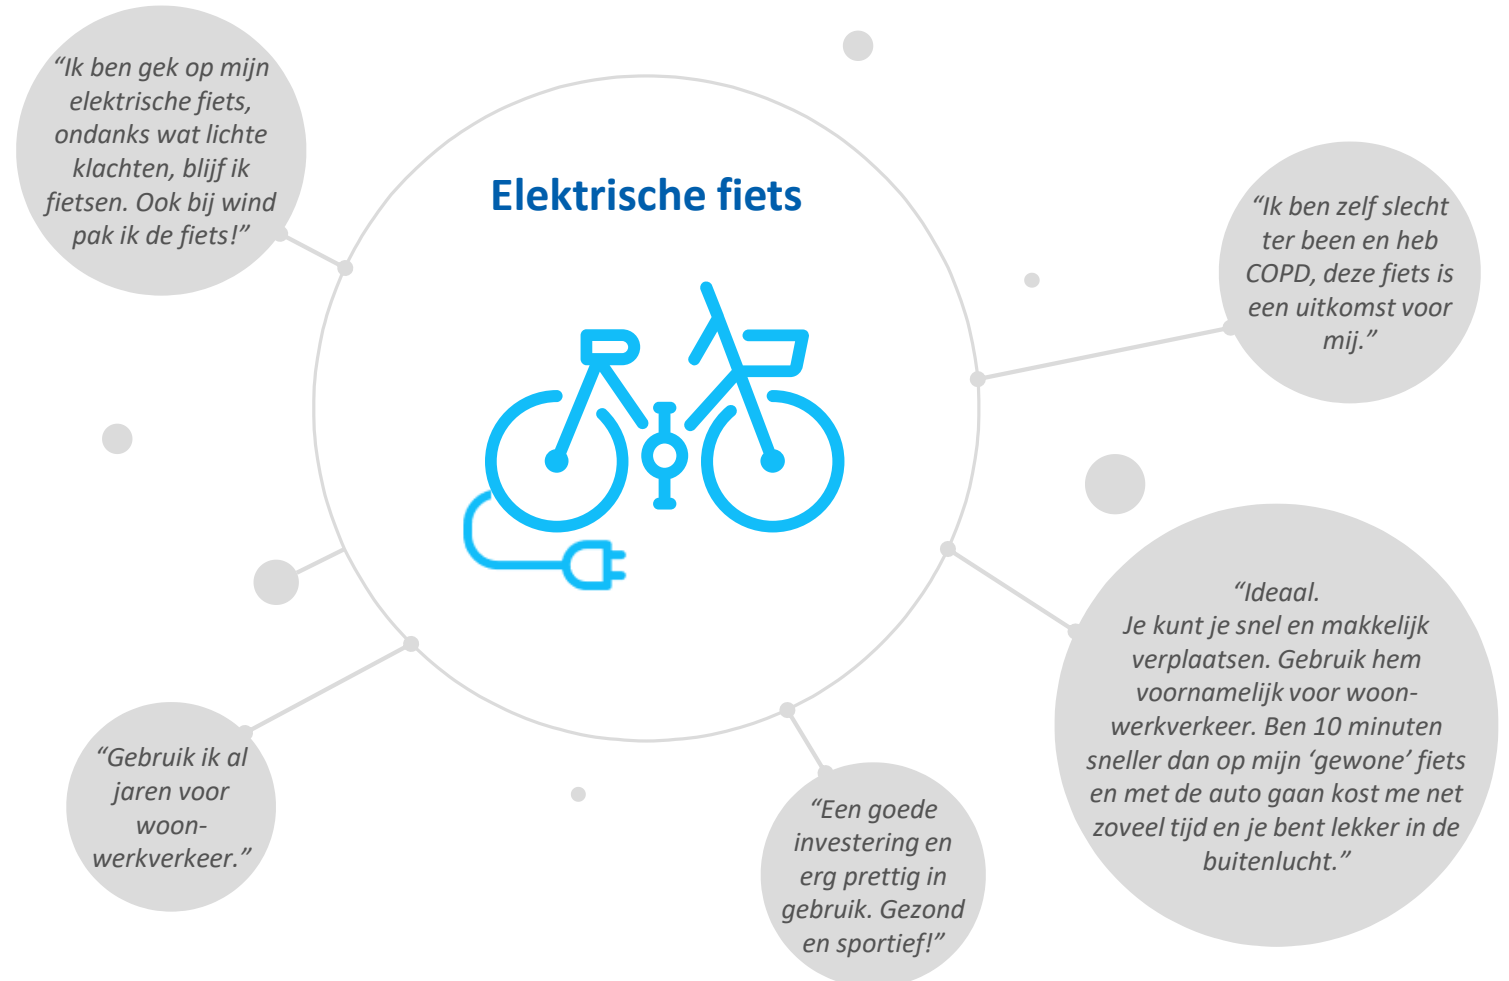 “Ik ben gek op mijn
elektrische fiets,
ondanks wat lichte
klachten, blijf ik
fietsen. Ook bij wind
pak ik de fiets!”
Elektrische fiets
“Ik ben zelf slecht
ter been en heb
COPD, deze fiets is
een uitkomst voor
mij.”
“Ideaal.
Je kunt je snel en makkelijk
verplaatsen. Gebruik hem
voornamelijk voor woon-
werkverkeer. Ben 10 minuten
sneller dan op mijn ‘gewone’ fiets
en met de auto gaan kost me net
zoveel tijd en je bent lekker in de
buitenlucht.”
“Gebruik ik al
jaren voor
woon-
werkverkeer.”
“Een goede
investering en
erg prettig in
gebruik. Gezond
en sportief!”